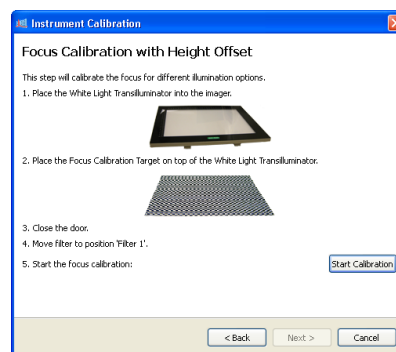 Instrument Calibration
Focus Calibration with Height Offset
This step will calibrate the focus for different illumination options.
1. Place the White Light Transilluminator into the imager.
2. Place the Focus Calibration Target on top of the White Light Transilluminator.
3. Close the door.
4. Move filter to position 'Filter 1'.
5. Start the focus calibration:
Start Calibration
< Back
Next >
Cancel